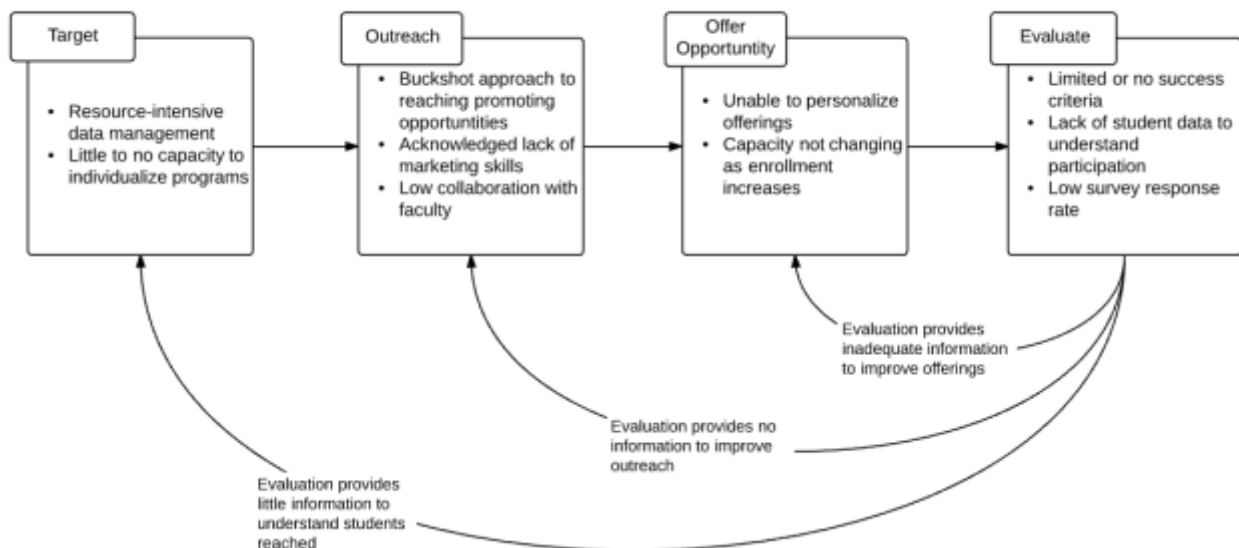 Target
• Resource-intensive
data management
• Little to no capacity to
individualize programs
Outreach
• Buckshot approach to
reaching promoting
opportuntities
• Acknowledged lack of
marketing skills
• Low collaboration with
faculty
Offer
Opportuntity
• Unable to personalize
offerings
• Capacity not changing
as enrollment
increases
Evaluate
• Limited or no success
criteria
• Lack of student data to
understand
participation
• Low survey response
rate
Evaluation provides
inadequate information
to improve offerings
Evaluation provides no
information to improve
outreach
Evaluation provides
little information to
understand students
reached